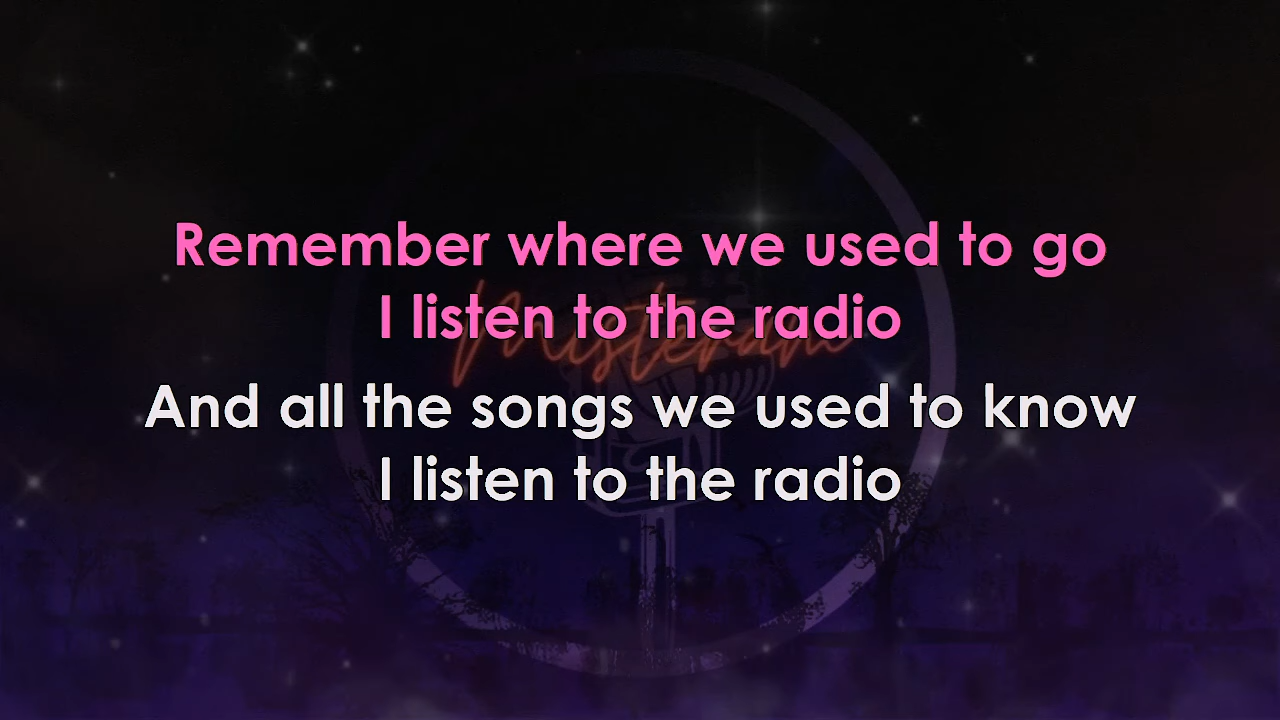 Remember where we used to go
I listen to the radio
And all the songs we used to know
I listen to the radio